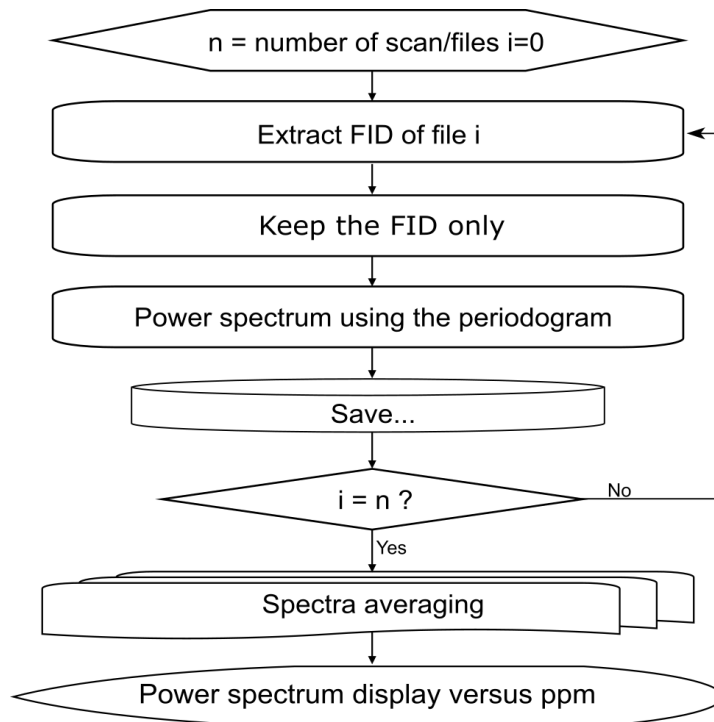 n = number of scan/files i=0
Extract FID of file i
Keep the FID only
Power spectrum using the periodogram
Save...
i = n ?
No
Yes
Spectra averaging
Power spectrum display versus ppm